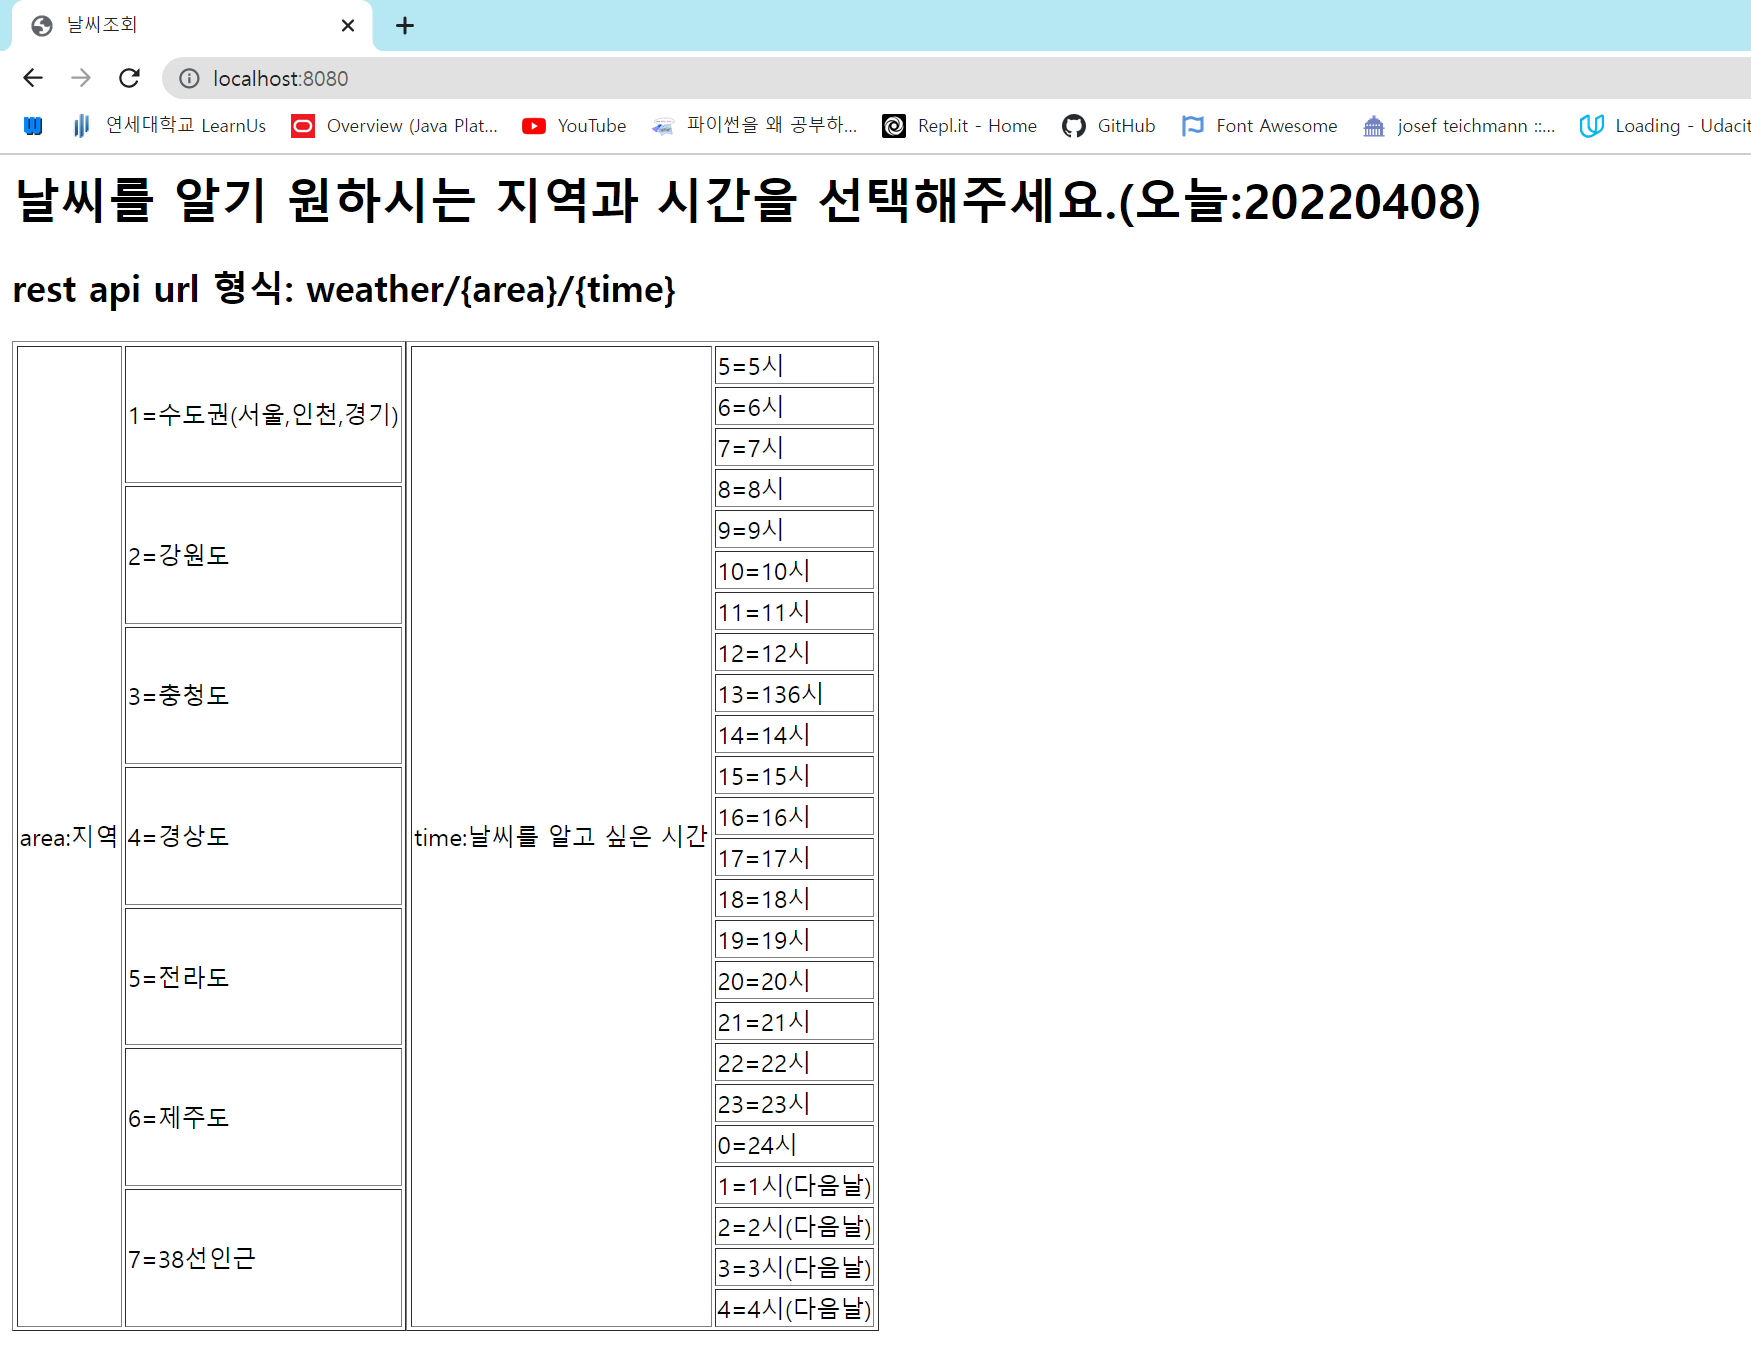 날씨조회
localhost:8080
연세대학교 LearnUs Overview (Java Plat... YouTube 파이썬을 왜 공부하... Repl.it - Home GitHub Font Awesome josef teichmann ::... Loading - Udacit
날씨를 알기 원하시는 지역과 시간을 선택해주세요.(오늘:20220408)
rest api url 형식: weather/{area}/{time}
area:지역
1=수도권(서울,인천,경기)
2=강원도
3=충청도
4=경상도
5=전라도
6=제주도
7=38선인근
time:날씨를 알고 싶은 시간
5=5시
6=6시
7=7시
8=8시
9=9시
10=10시
11=11시
12=12시
13=136시
14=14시
15=15시
16=16시
17=17시
18=18시
19=19시
20=20시
21=21시
22=22시
23=23시
0=24시
1=1시(다음날)
2=2시(다음날)
3=3시(다음날)
4=4시(다음날)